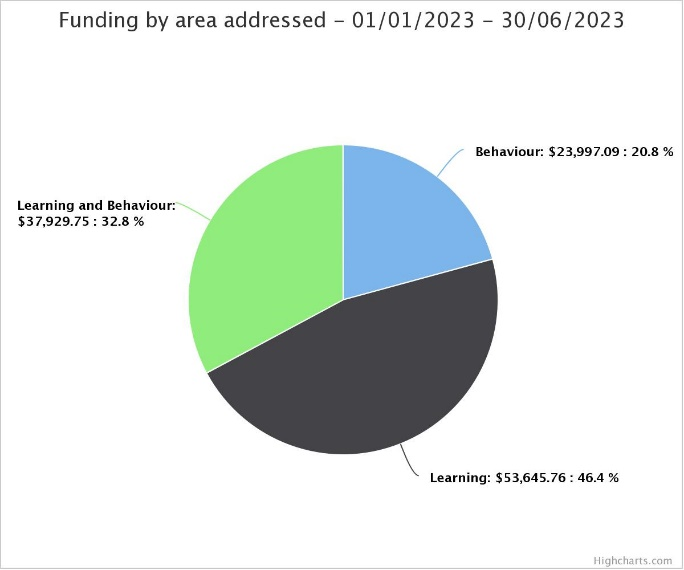 Funding by area addressed - 01/01/2023 - 30/06/2023
Behaviour: $23,997.09 : 20.8 %
Learning and Behaviour:
$37,929.75 : 32.8 %
Learning: $53,645.76 : 46.4 %
Highcharts.com